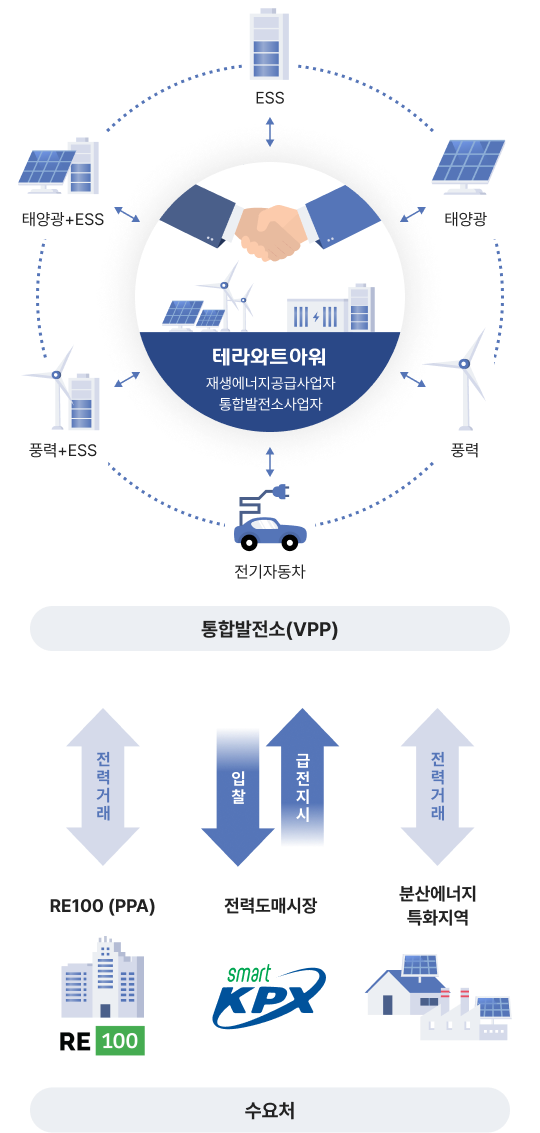 ESS
태양광+ESS
태양광
테라와트아워
재생에너지공급사업자
통합발전소사업자
풍력+ESS
풍력
전기자동차
통합발전소(VPP)
전력거래
입찰
급전지시
전력거래
RE100 (PPA)
전력도매시장
분산에너지
특화지역
smart
KPX
RE 100
수요처